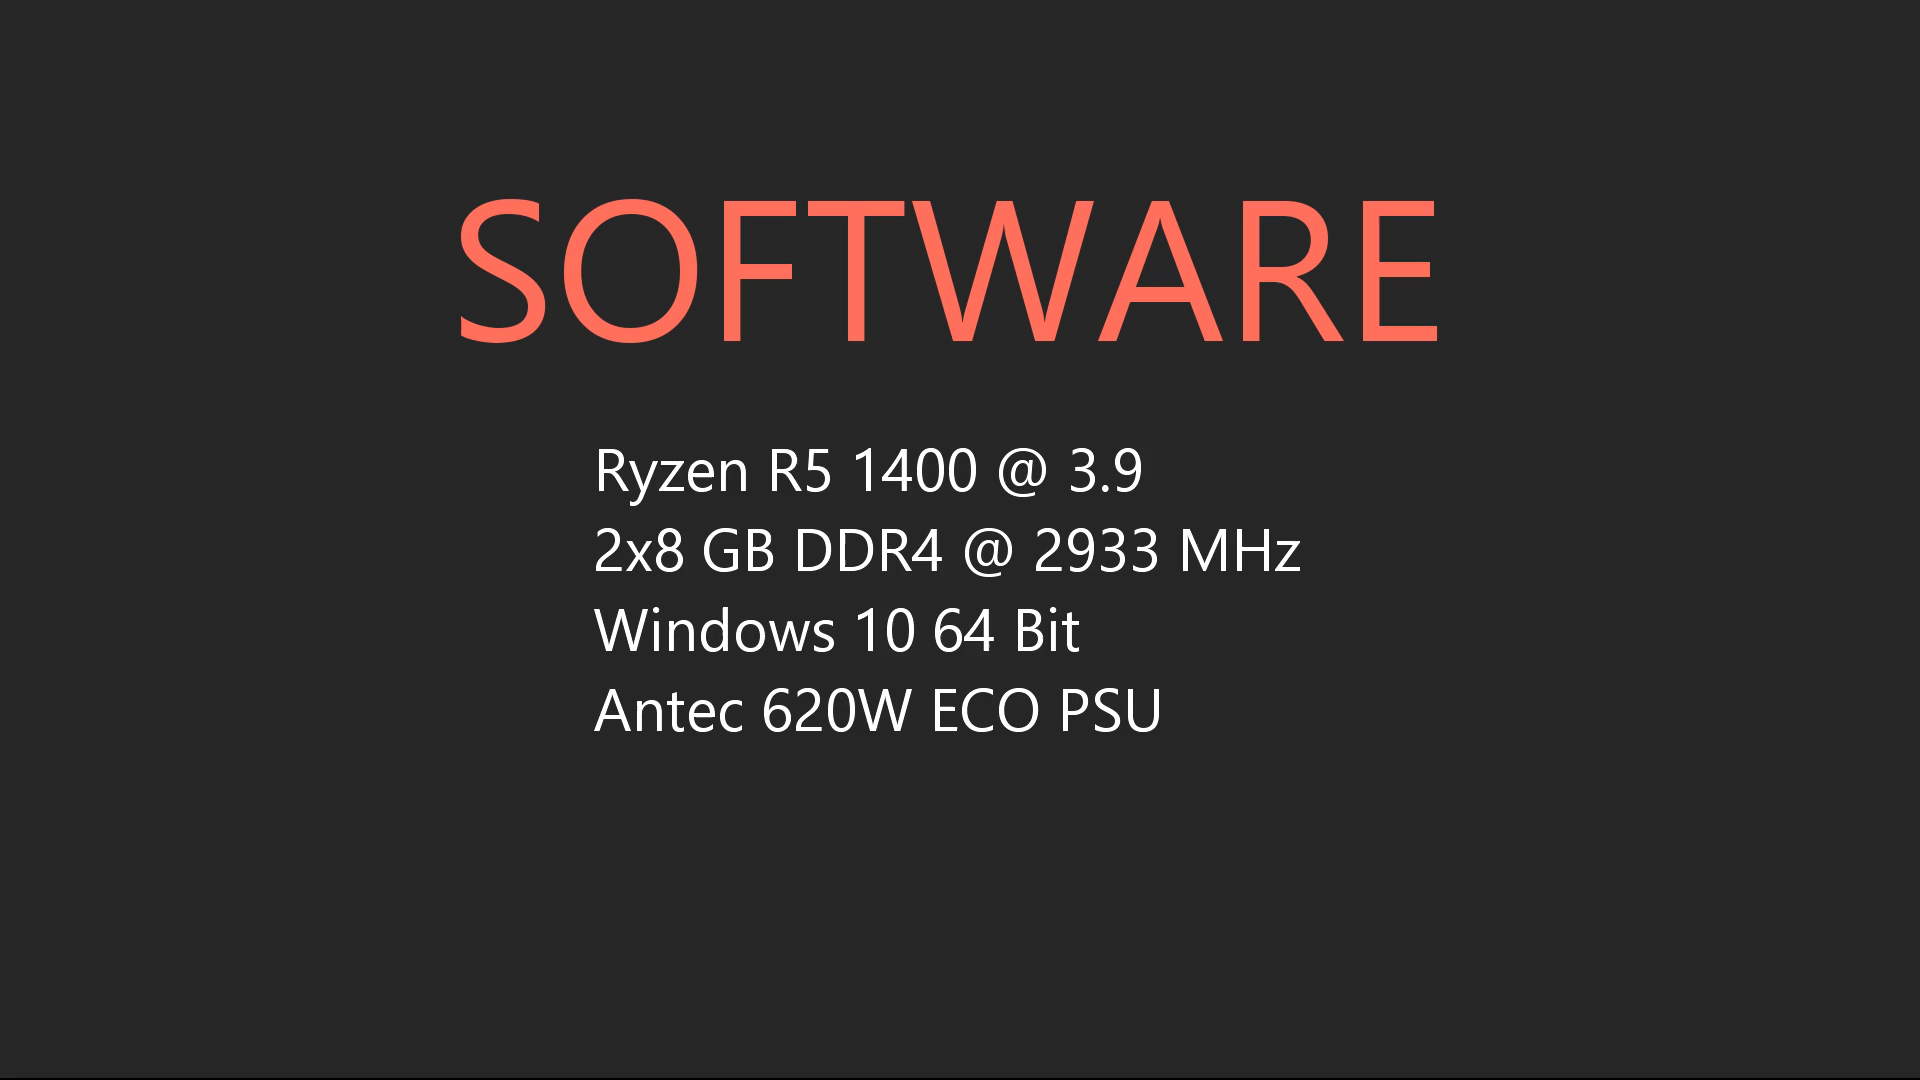 SOFTWARE
Ryzen R5 1400 @ 3.9
2x8 GB DDR4 @ 2933 MHz
Windows 10 64 Bit
Antec 620W ECO PSU